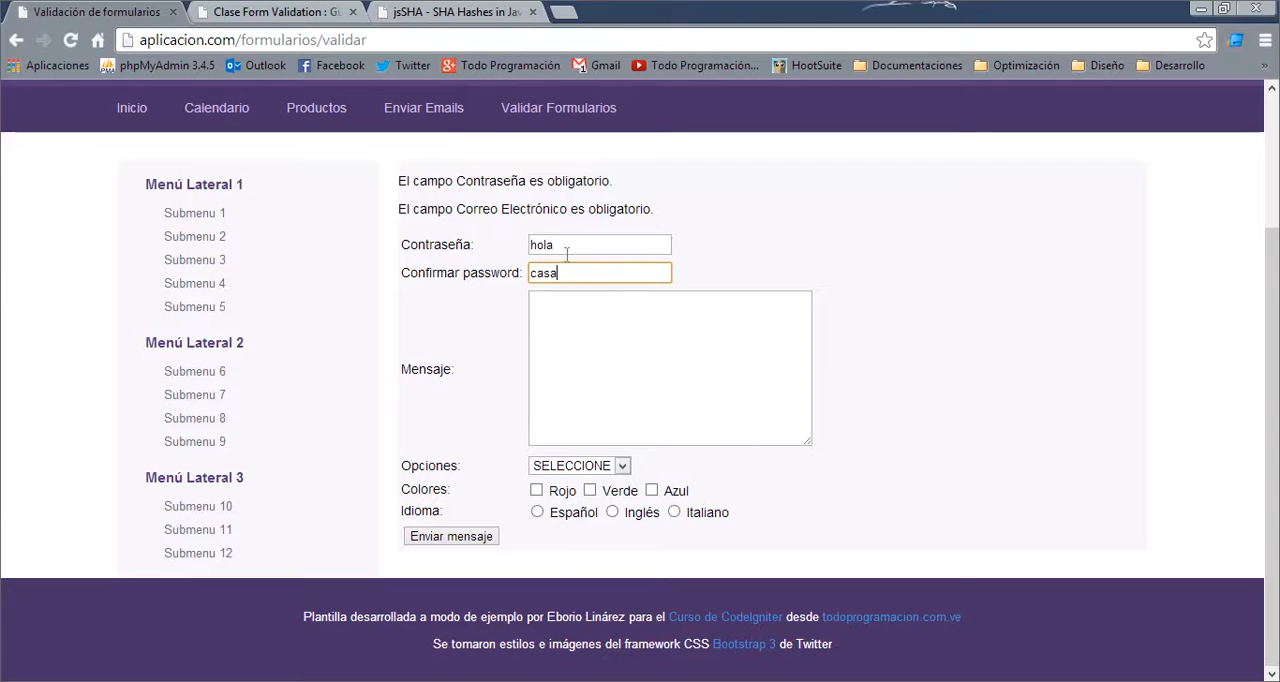 Validación de formularios
Clase Form Validation : Gu
jsSHA - SHA Hashes in Jav
aplicacion.com/formularios/validar
Aplicaciones phpMyAdmin 3.4.5 Outlook Facebook Twitter Todo Programación Gmail Todo Programación... HootSuite Documentaciones Optimización Diseño Desarrollo »
Inicio Calendario Productos Enviar Emails Validar Formularios
Menú Lateral 1
Submenu 1
Submenu 2
Submenu 3
Submenu 4
Submenu 5
Menú Lateral 2
Submenu 6
Submenu 7
Submenu 8
Submenu 9
Menú Lateral 3
Submenu 10
Submenu 11
Submenu 12
El campo Contraseña es obligatorio.
El campo Correo Electrónico es obligatorio.
Contraseña: hola
Confirmar password: casa
Mensaje:
Opciones: SELECCIONE
Colores: Rojo Verde Azul
Idioma: Español Inglés Italiano
Enviar mensaje
Plantilla desarrollada a modo de ejemplo por Eborio Linárez para el Curso de CodeIgniter desde todoprogramacion.com.ve
Se tomaron estilos e imágenes del framework CSS Bootstrap 3 de Twitter